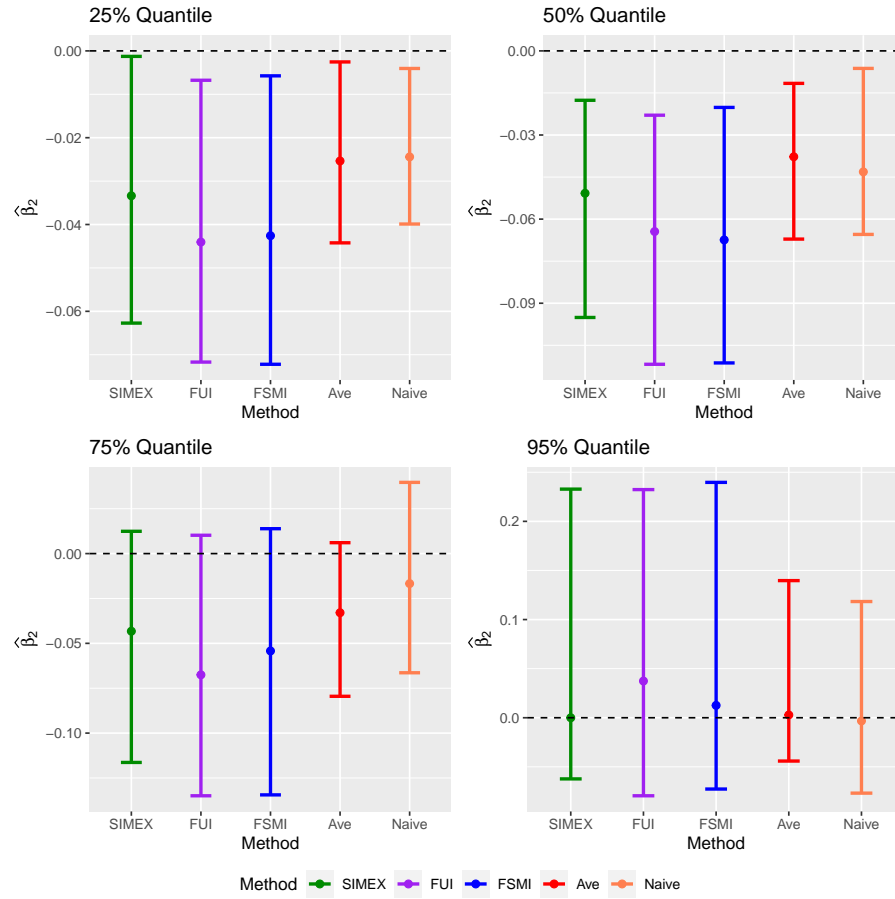 25% Quantile
0.00
−0.02
−0.04
−0.06
β̂₂
SIMEX FUI FSMI Ave Naive
Method
50% Quantile
0.00
−0.03
−0.06
−0.09
β̂₂
SIMEX FUI FSMI Ave Naive
Method
75% Quantile
0.00
−0.05
−0.10
β̂₂
SIMEX FUI FSMI Ave Naive
Method
95% Quantile
0.2
0.1
0.0
β̂₂
SIMEX FUI FSMI Ave Naive
Method
Method SIMEX FUI FSMI Ave Naive